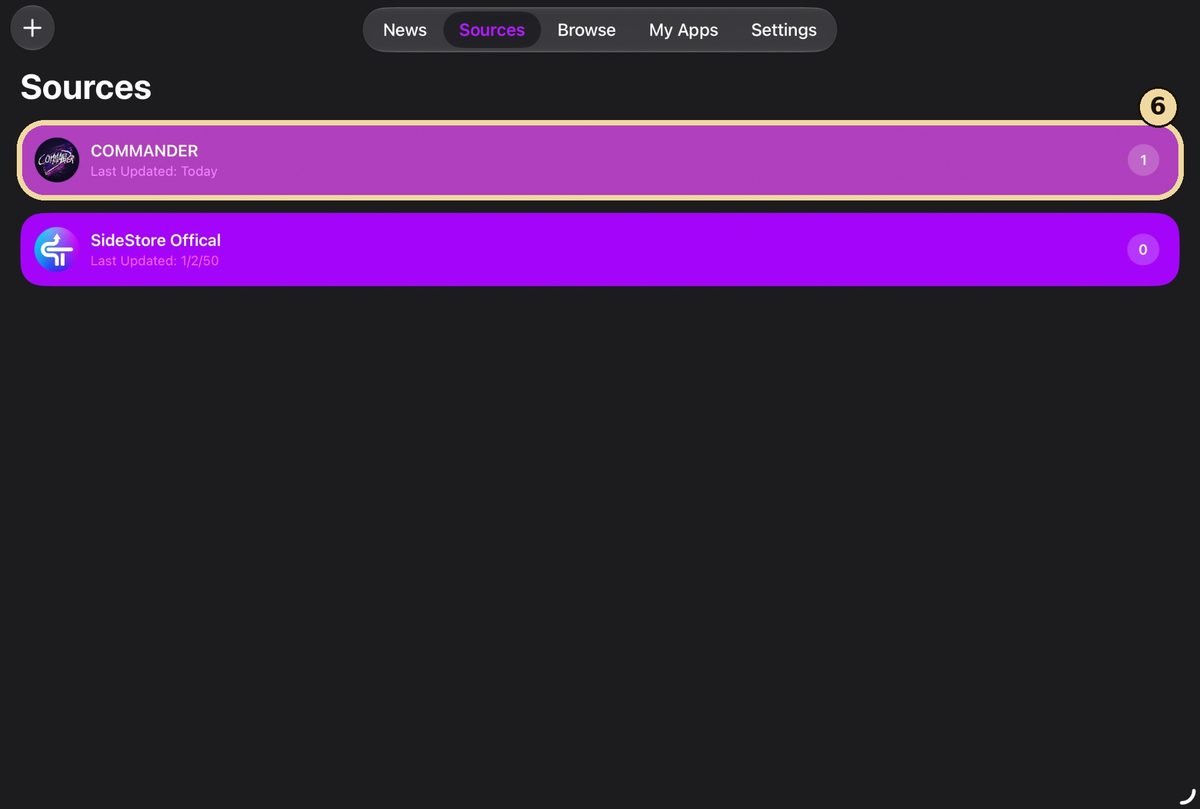 News
Sources
Browse
My Apps
Settings
Sources
6
COMMANDER
Last Updated: Today
1
SideStore Offical
Last Updated: 1/2/50
0